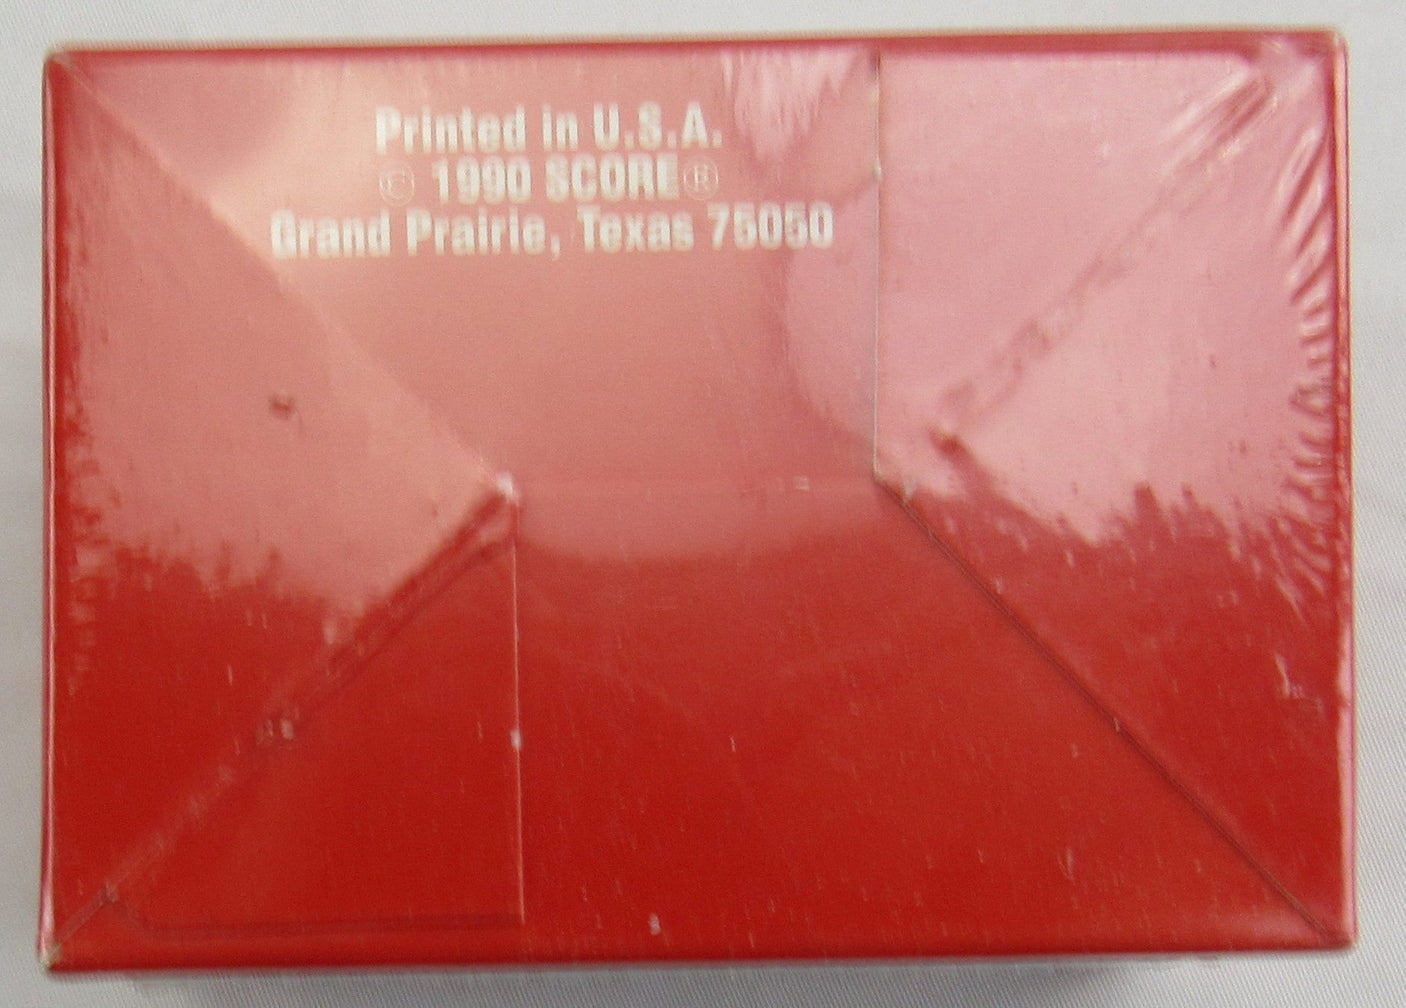 Printed in U.S.A.
© 1990 SCORE®
Grand Prairie, Texas 75050